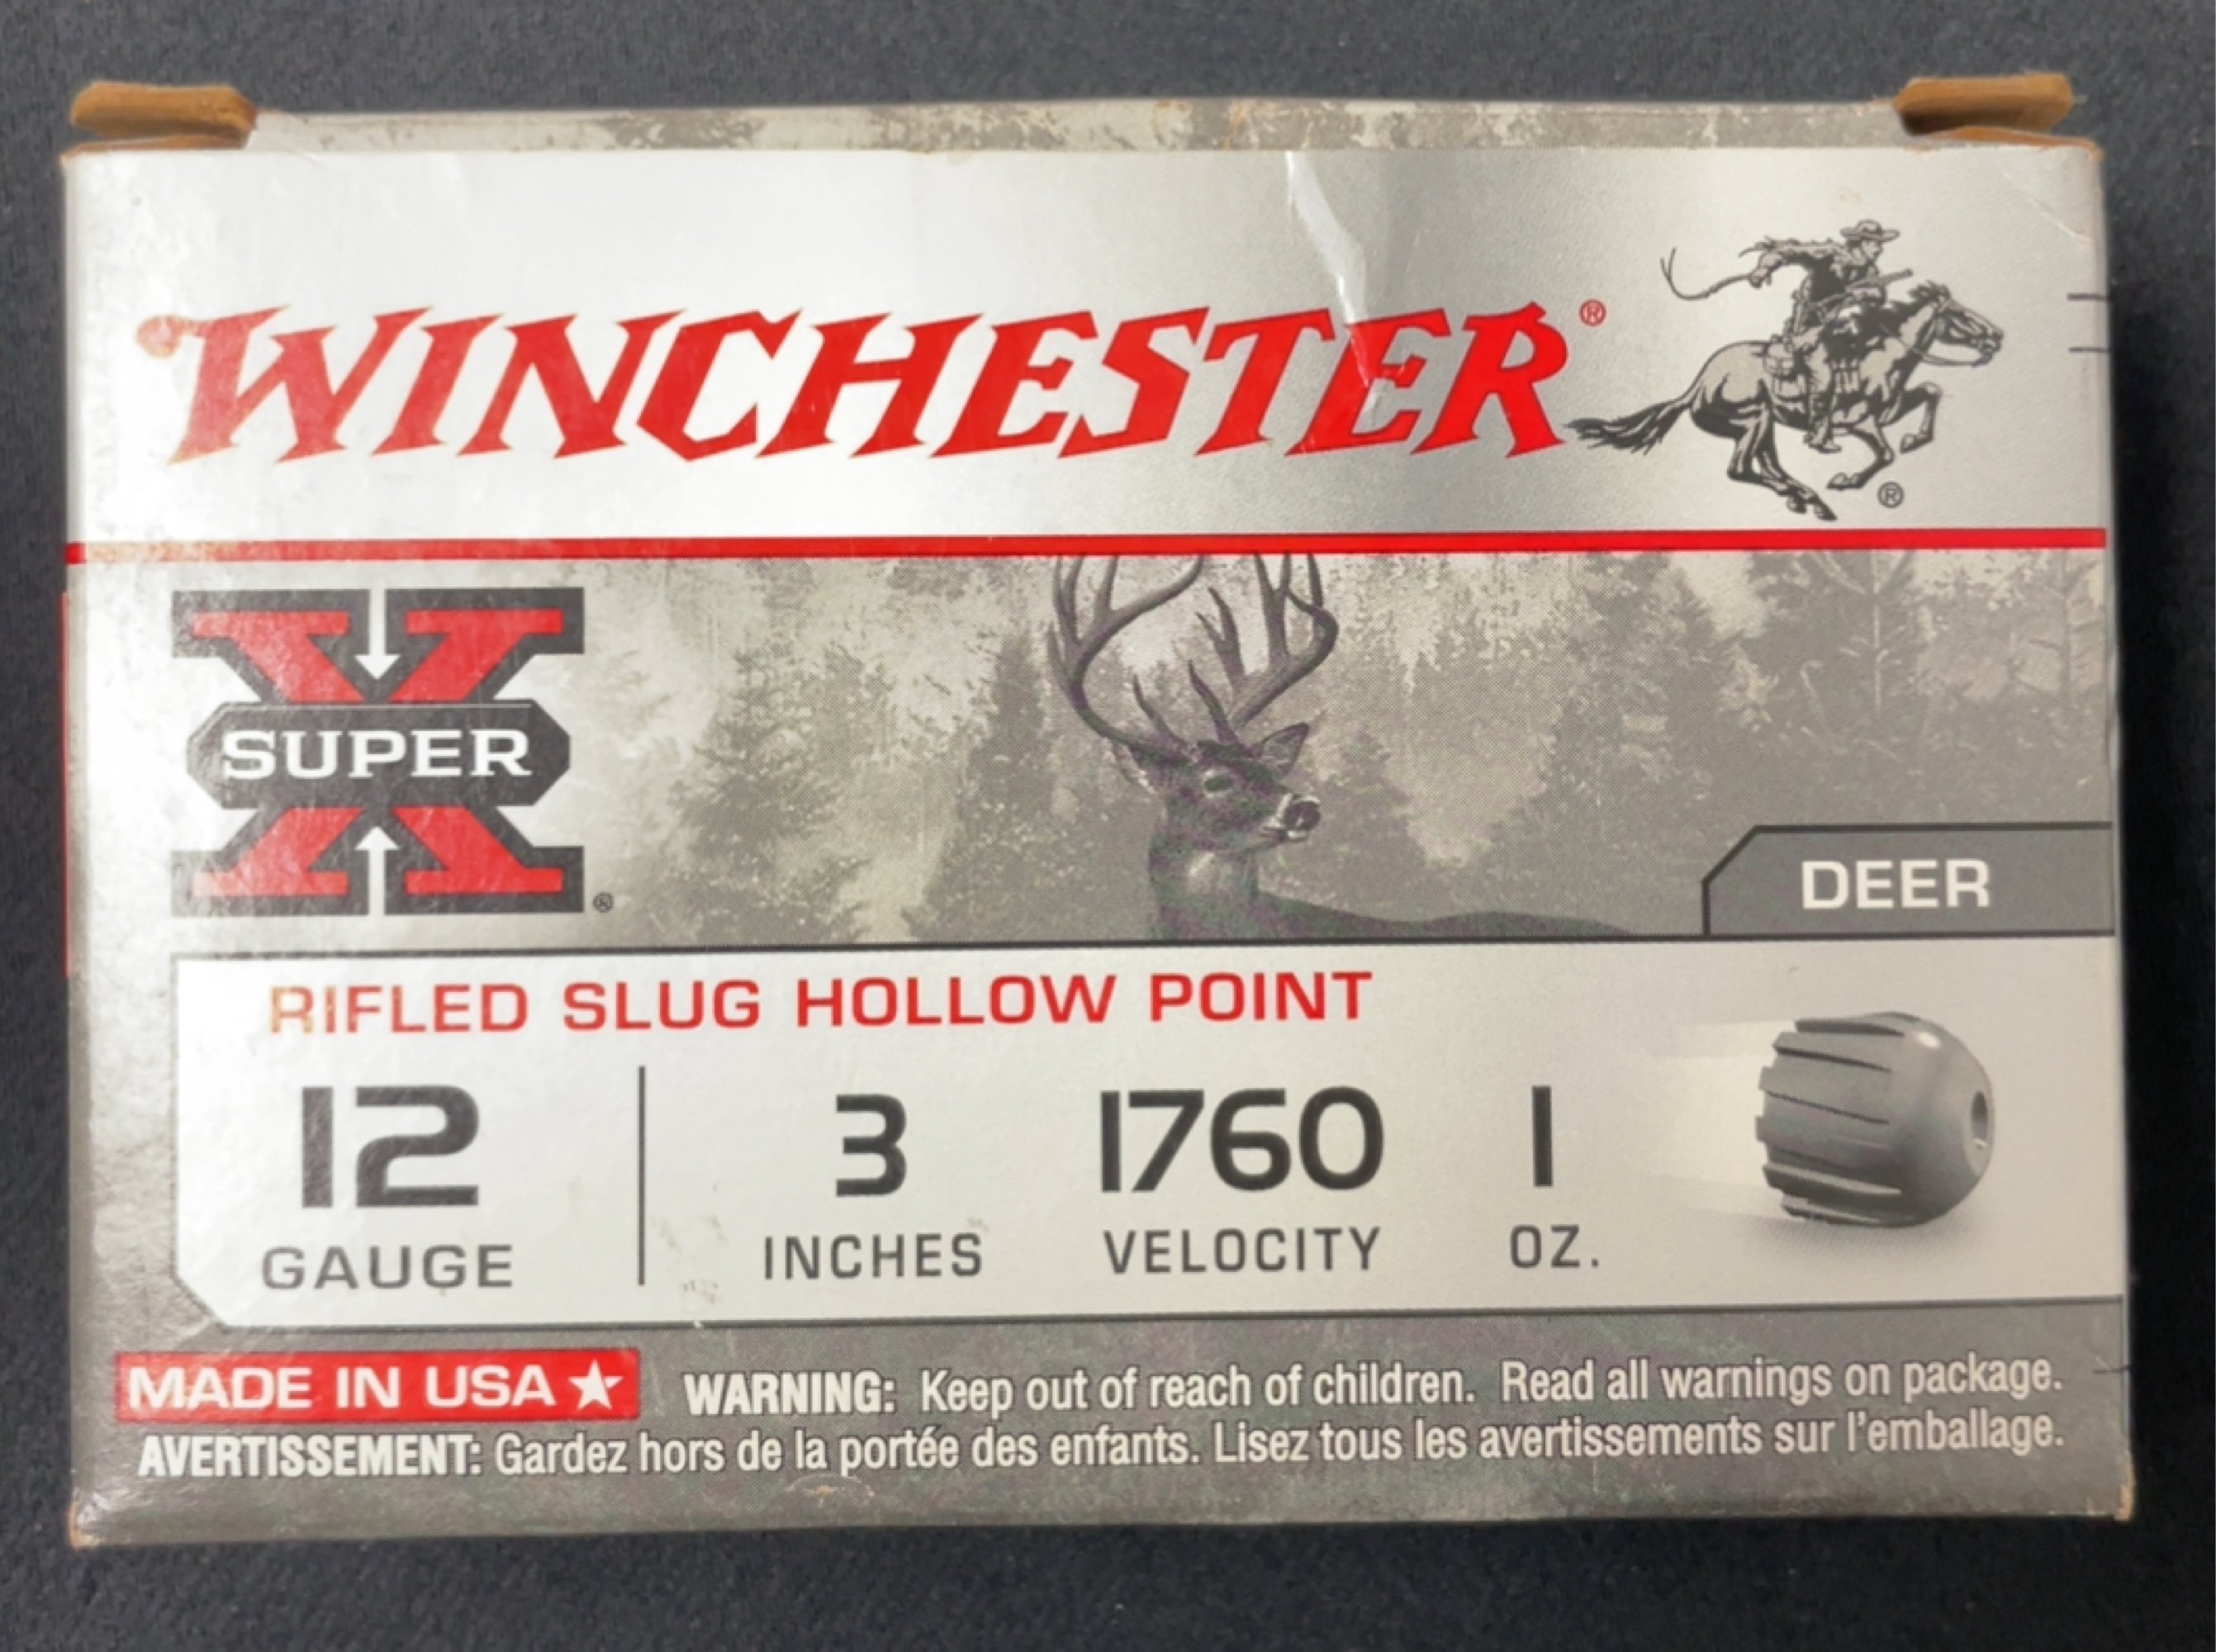 WINCHESTER®
®
X
SUPER
®
DEER
RIFLED SLUG HOLLOW POINT
12 3 1760 1
GAUGE INCHES VELOCITY OZ.
MADE IN USA WARNING: Keep out of reach of children. Read all warnings on package.
AVERTISSEMENT: Gardez hors de la portée des enfants. Lisez tous les avertissements sur l'emballage.